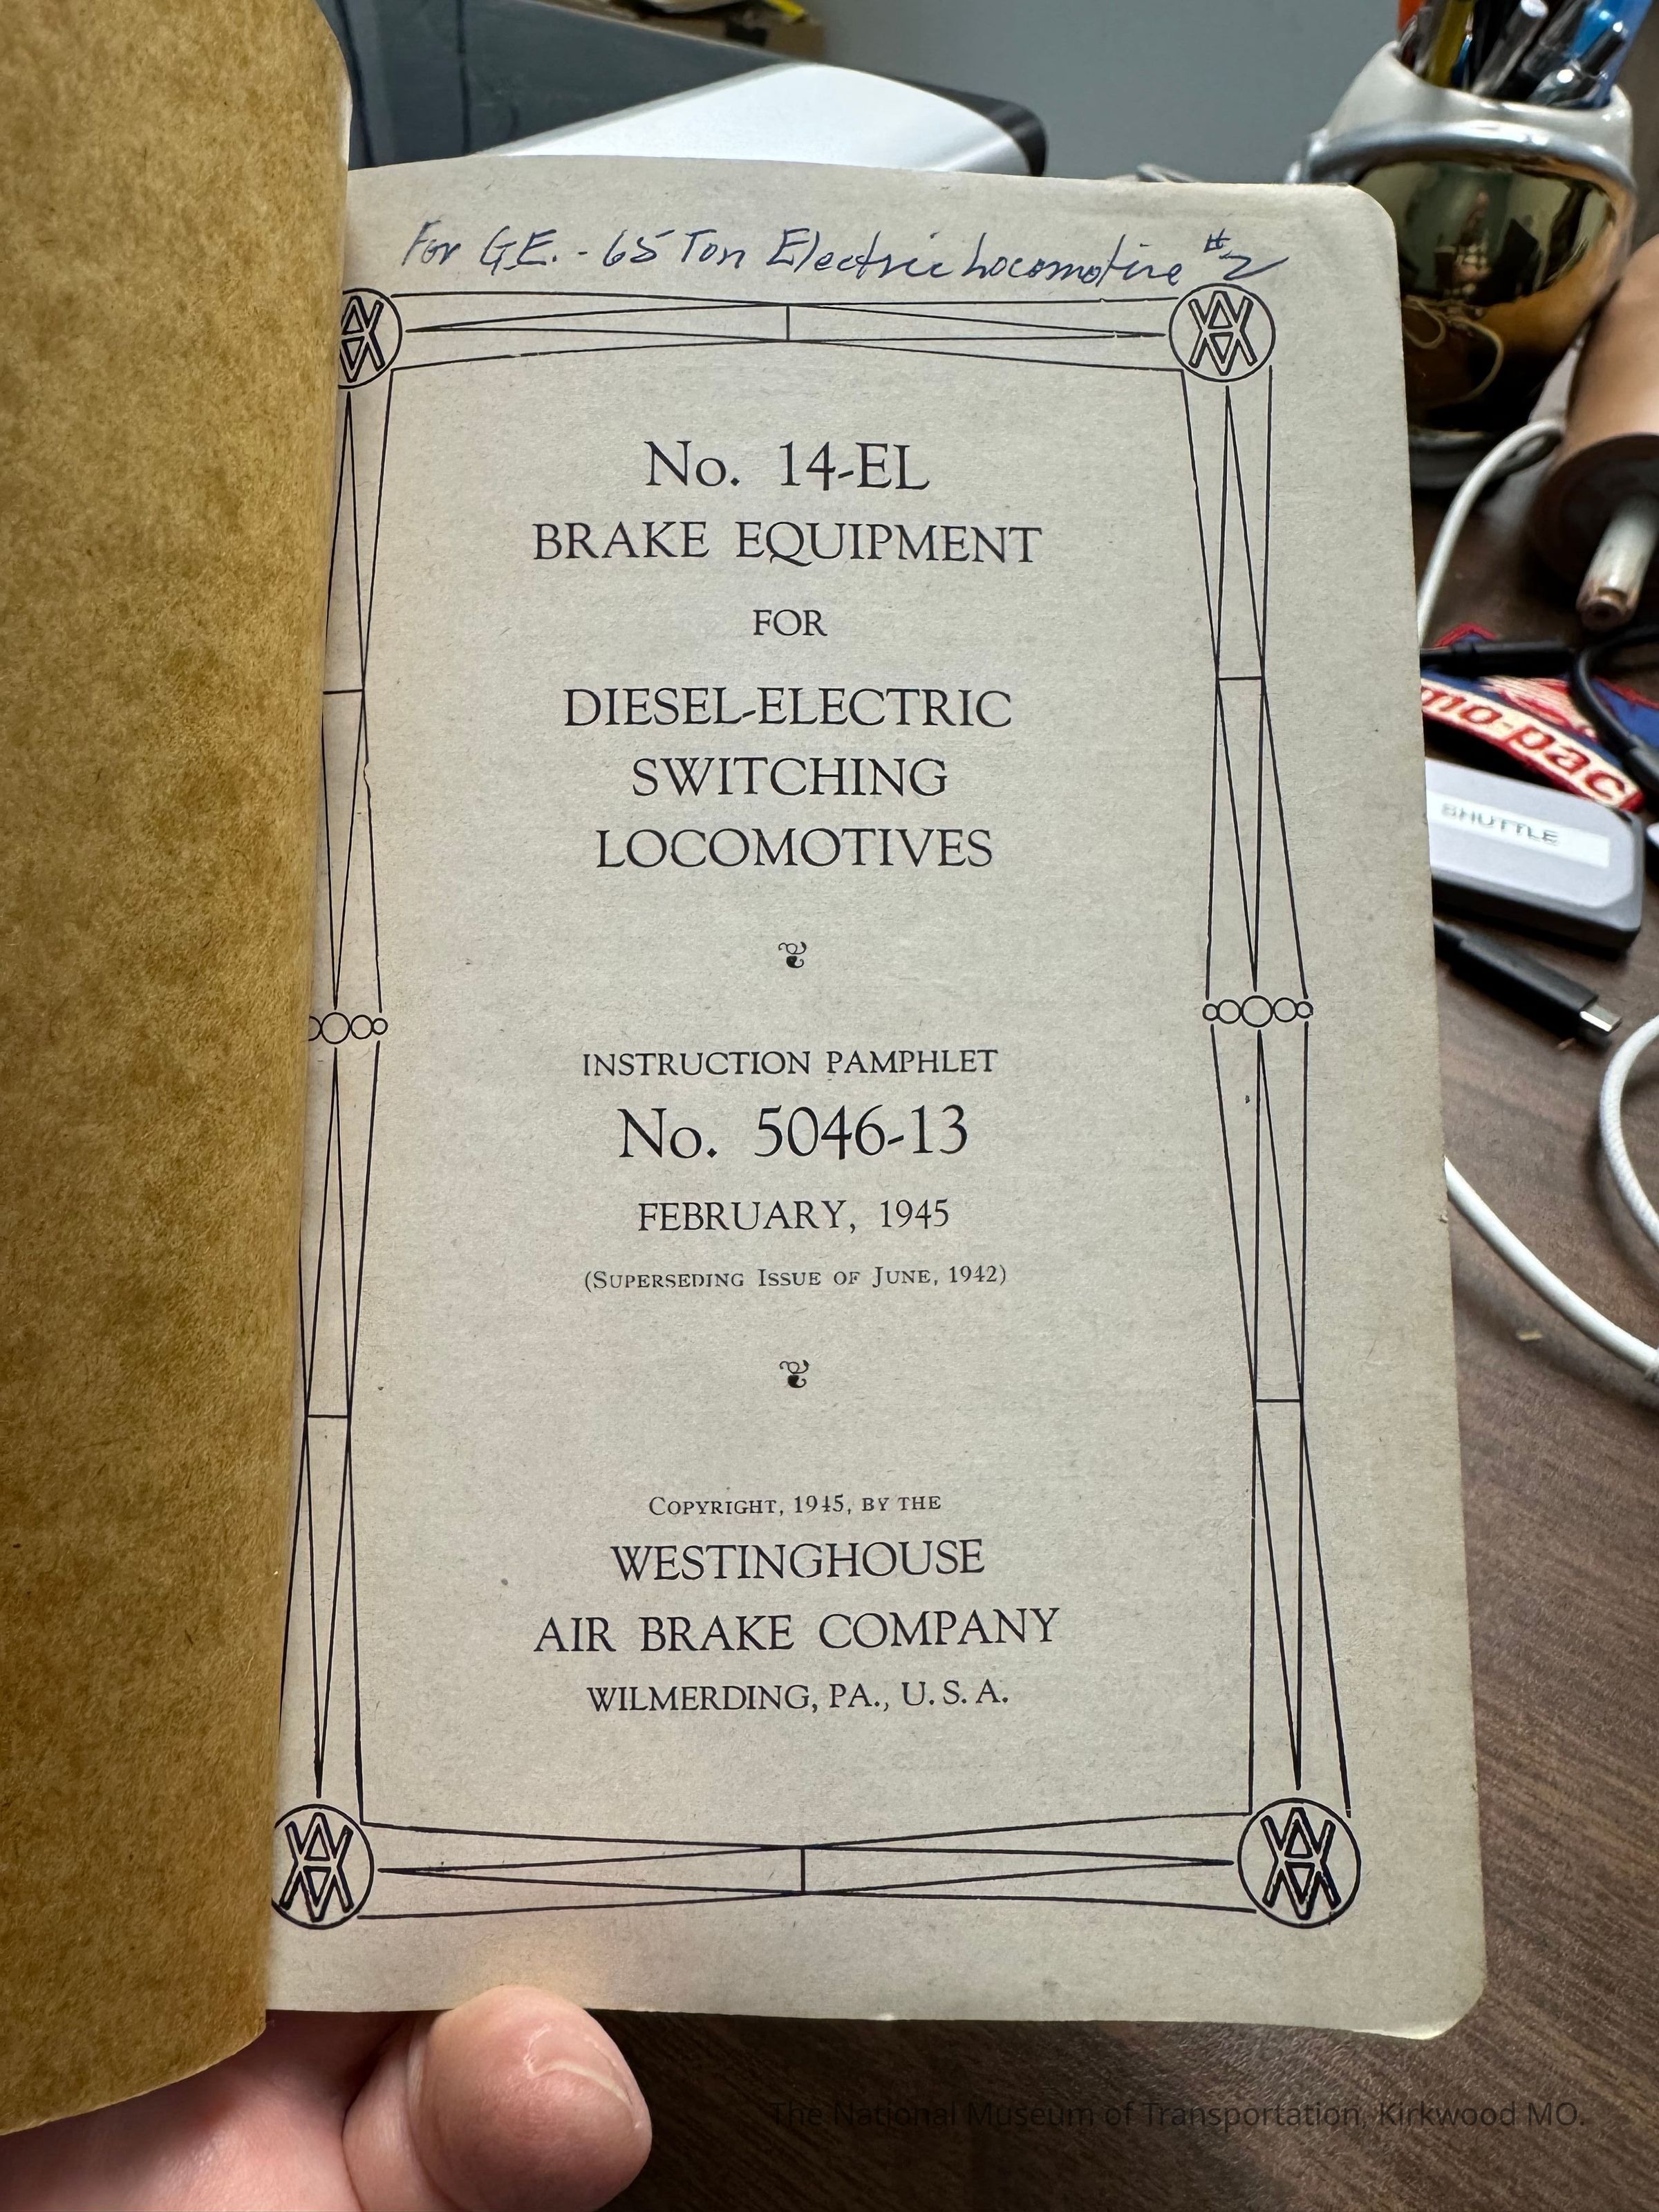 For G.E. - 65 Ton Electric Locomotive #2
No. 14-EL
BRAKE EQUIPMENT
FOR
DIESEL-ELECTRIC
SWITCHING
LOCOMOTIVES
INSTRUCTION PAMPHLET
No. 5046-13
FEBRUARY, 1945
(SUPERSEDING ISSUE OF JUNE, 1942)
COPYRIGHT, 1945, BY THE
WESTINGHOUSE
AIR BRAKE COMPANY
WILMERDING, PA., U. S. A.
mo-pac
SHUTTLE
The National Museum of Transportation, Kirkwood MO.